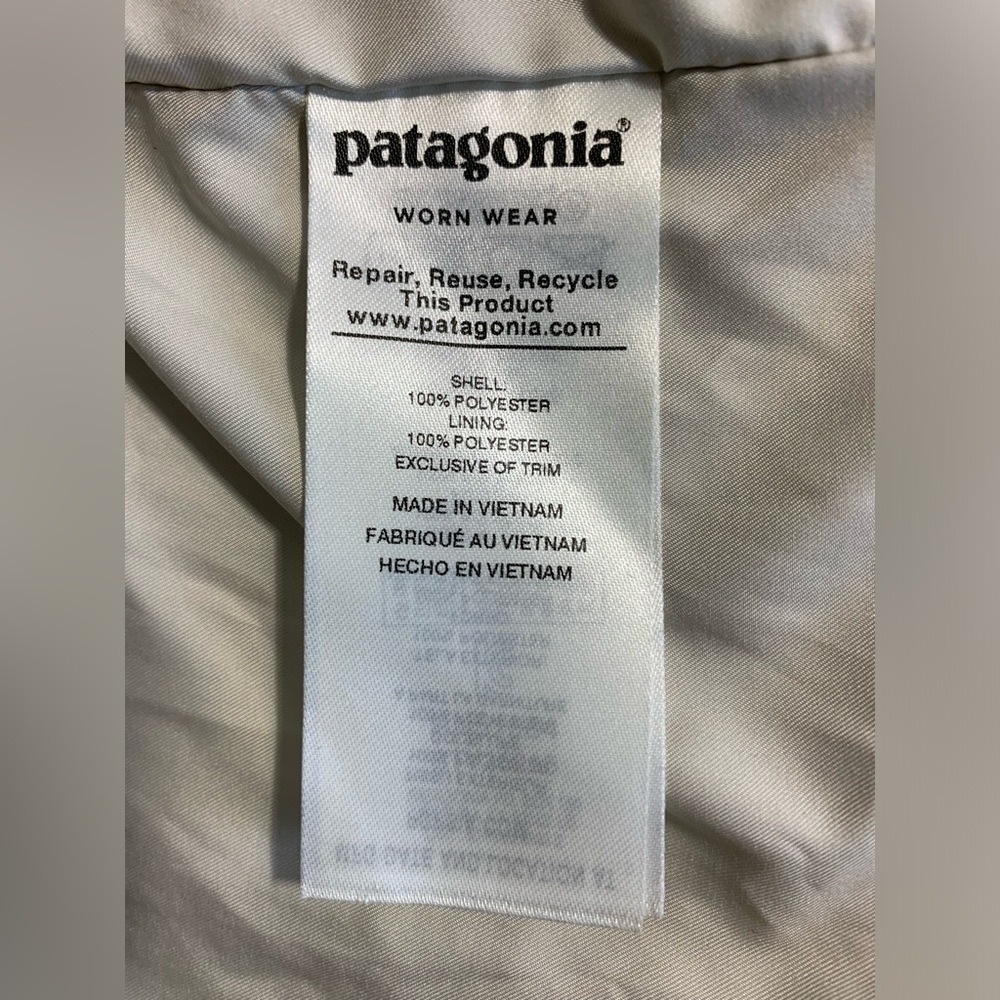 patagonia®
WORN WEAR
Repair, Reuse, Recycle
This Product
www.patagonia.com
SHELL:
100% POLYESTER
LINING:
100% POLYESTER
EXCLUSIVE OF TRIM
MADE IN VIETNAM
FABRIQUÉ AU VIETNAM
HECHO EN VIETNAM